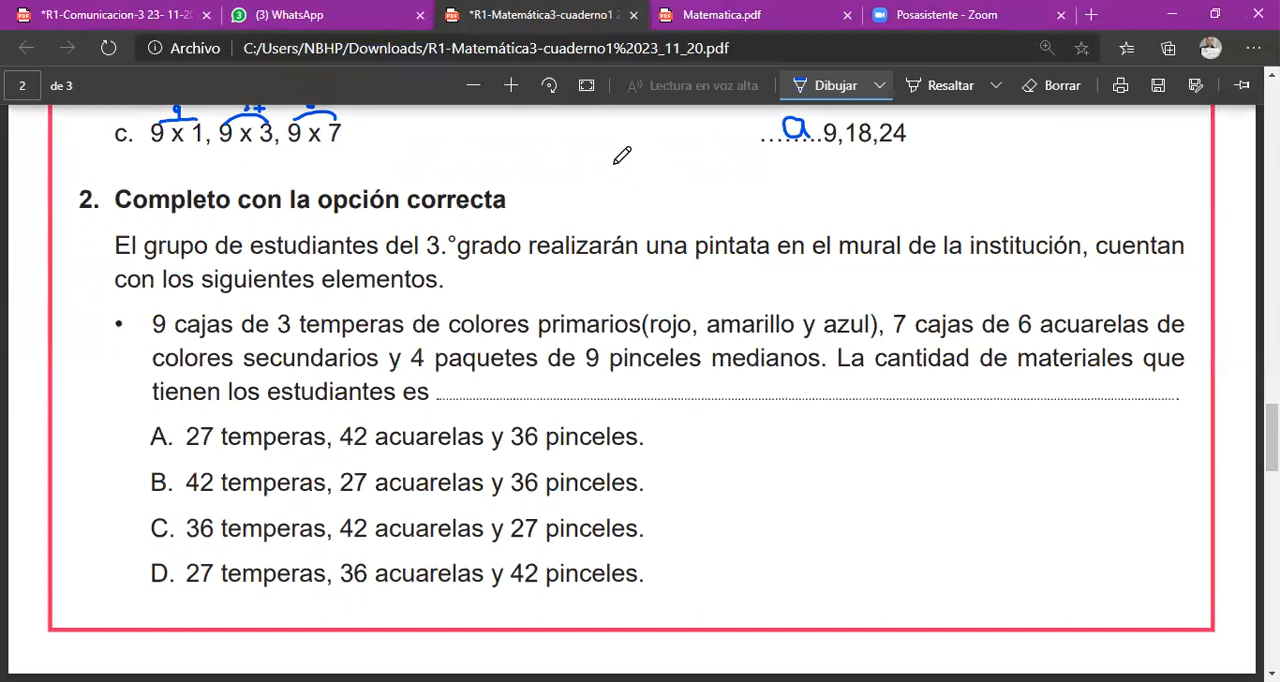 *R1-Comunicacion-3 23- 11-20
(3) WhatsApp
*R1-Matemática3-cuaderno1 2
Matematica.pdf
Posasistente - Zoom
Archivo
C:/Users/NBHP/Downloads/R1-Matemática3-cuaderno1%2023_11_20.pdf
2 de 3
Lectura en voz alta
Dibujar
Resaltar
Borrar
9
c. 9 x 1, 9 x 3, 9 x 7
....a....9,18,24
2. Completo con la opción correcta
El grupo de estudiantes del 3.°grado realizarán una pintata en el mural de la institución, cuentan
con los siguientes elementos.
• 9 cajas de 3 temperas de colores primarios(rojo, amarillo y azul), 7 cajas de 6 acuarelas de
colores secundarios y 4 paquetes de 9 pinceles medianos. La cantidad de materiales que
tienen los estudiantes es ................................................................
A. 27 temperas, 42 acuarelas y 36 pinceles.
B. 42 temperas, 27 acuarelas y 36 pinceles.
C. 36 temperas, 42 acuarelas y 27 pinceles.
D. 27 temperas, 36 acuarelas y 42 pinceles.